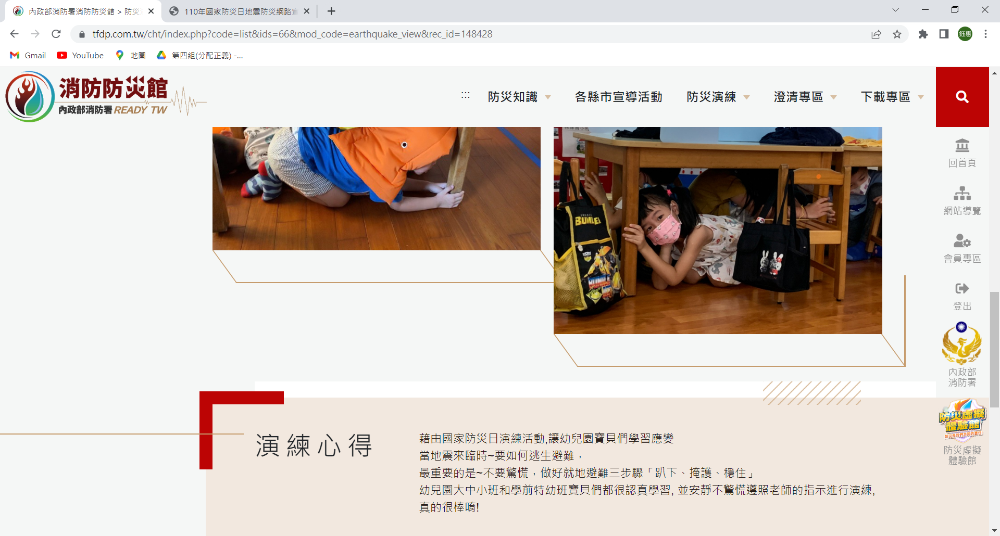 內政部消防署消防防災館 > 防災
110年國家防災日地震防災網路宣
tfdp.com.tw/cht/index.php?code=list&ids=66&mod_code=earthquake_view&rec_id=148428
鈺惠
Gmail
YouTube
地圖
第四組(分配正義) -...
消防防災館
內政部消防署 READY TW
:::
防災知識
各縣市宣導活動
防災演練
澄清專區
下載專區
回首頁
網站導覽
會員專區
登出
內政部
消防署
防災虛擬
體驗館
防災虛擬
體驗館
BUMLEL
BUMBLE
演練心得
藉由國家防災日演練活動,讓幼兒園寶貝們學習應變
當地震來臨時~要如何逃生避難，
最重要的是~不要驚慌，做好就地避難三步驟「趴下、掩護、穩住」
幼兒園大中小班和學前特幼班寶貝們都很認真學習, 並安靜不驚慌遵照老師的指示進行演練,
真的很棒唷!